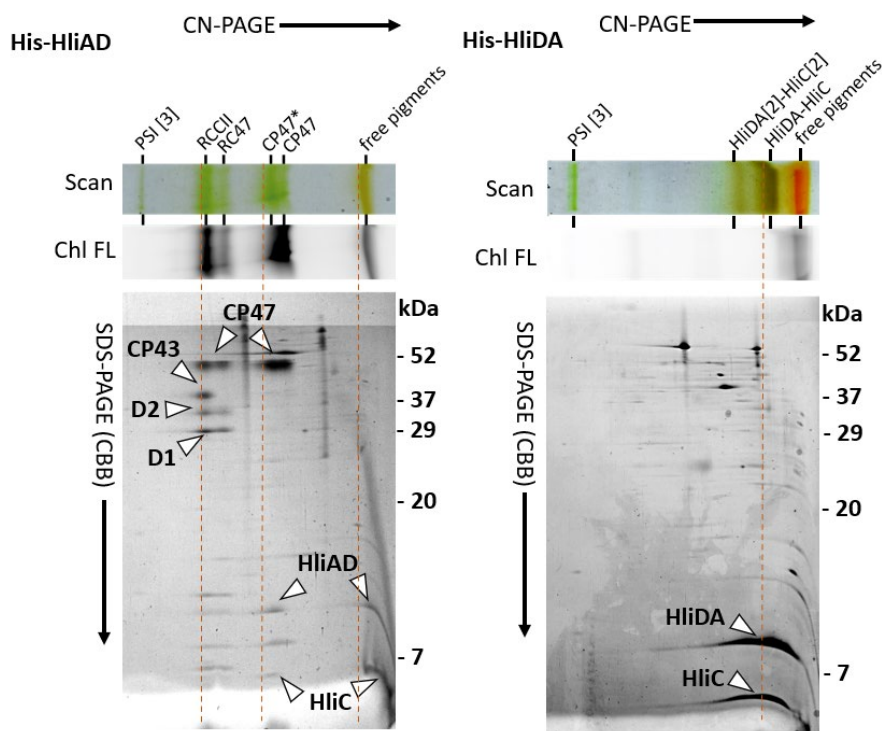 His-HliAD
CN-PAGE
PSI [3]
RCCII
RC47
CP47*
CP47
free pigments
Scan
Chl FL
SDS-PAGE (CBB)
kDa
CP47
CP43
D2
D1
HliAD
HliC
- 52
- 37
- 29
- 20
- 7
His-HliDA
CN-PAGE
PSI [3]
HliDA[2]-HliC[2]
HliDA-HliC
free pigments
Scan
Chl FL
SDS-PAGE (CBB)
kDa
- 52
- 37
- 29
- 20
HliDA
HliC
- 7